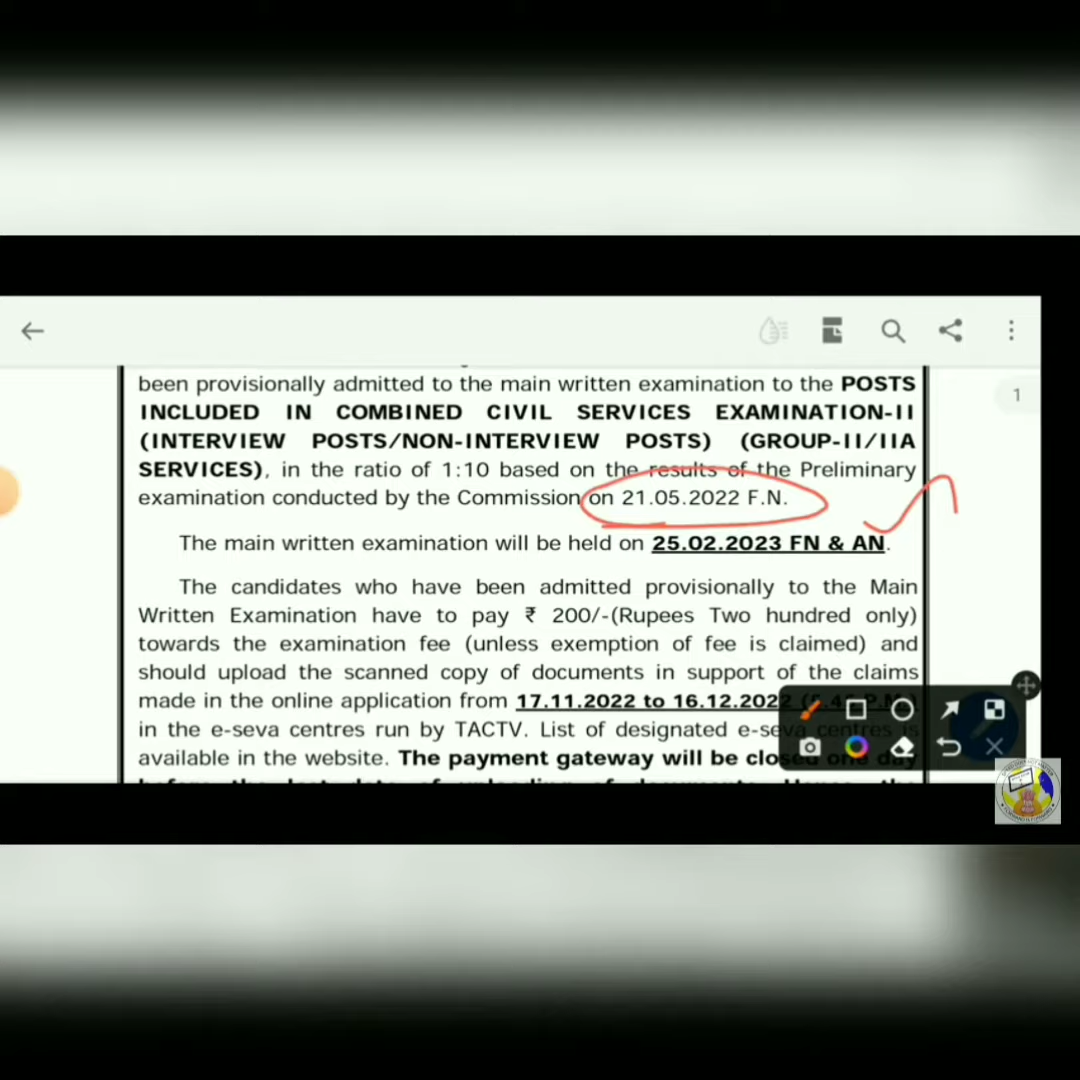 1
been provisionally admitted to the main written examination to the POSTS
INCLUDED IN COMBINED CIVIL SERVICES EXAMINATION-II
(INTERVIEW POSTS/NON-INTERVIEW POSTS) (GROUP-II/IIA
SERVICES), in the ratio of 1:10 based on the results of the Preliminary
examination conducted by the Commission on 21.05.2022 F.N.
The main written examination will be held on 25.02.2023 FN & AN.
The candidates who have been admitted provisionally to the Main
Written Examination have to pay ₹ 200/-(Rupees Two hundred only)
towards the examination fee (unless exemption of fee is claimed) and
should upload the scanned copy of documents in support of the claims
made in the online application from 17.11.2022 to 16.12.2022
in the e-seva centres run by TACTV. List of designated e-seva centres is
available in the website. The payment gateway will be closed one day